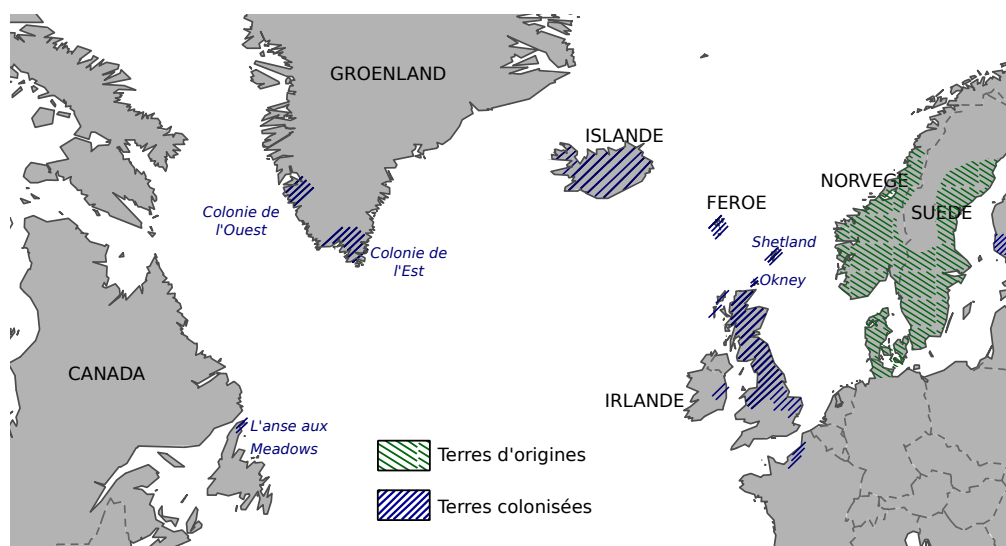 GROENLAND
ISLANDE
NORVEGE
FEROE
SUEDE
Colonie de
l'Ouest
Colonie de
l'Est
Shetland
Okney
CANADA
IRLANDE
L'anse aux
Meadows
Terres d'origines
Terres colonisées